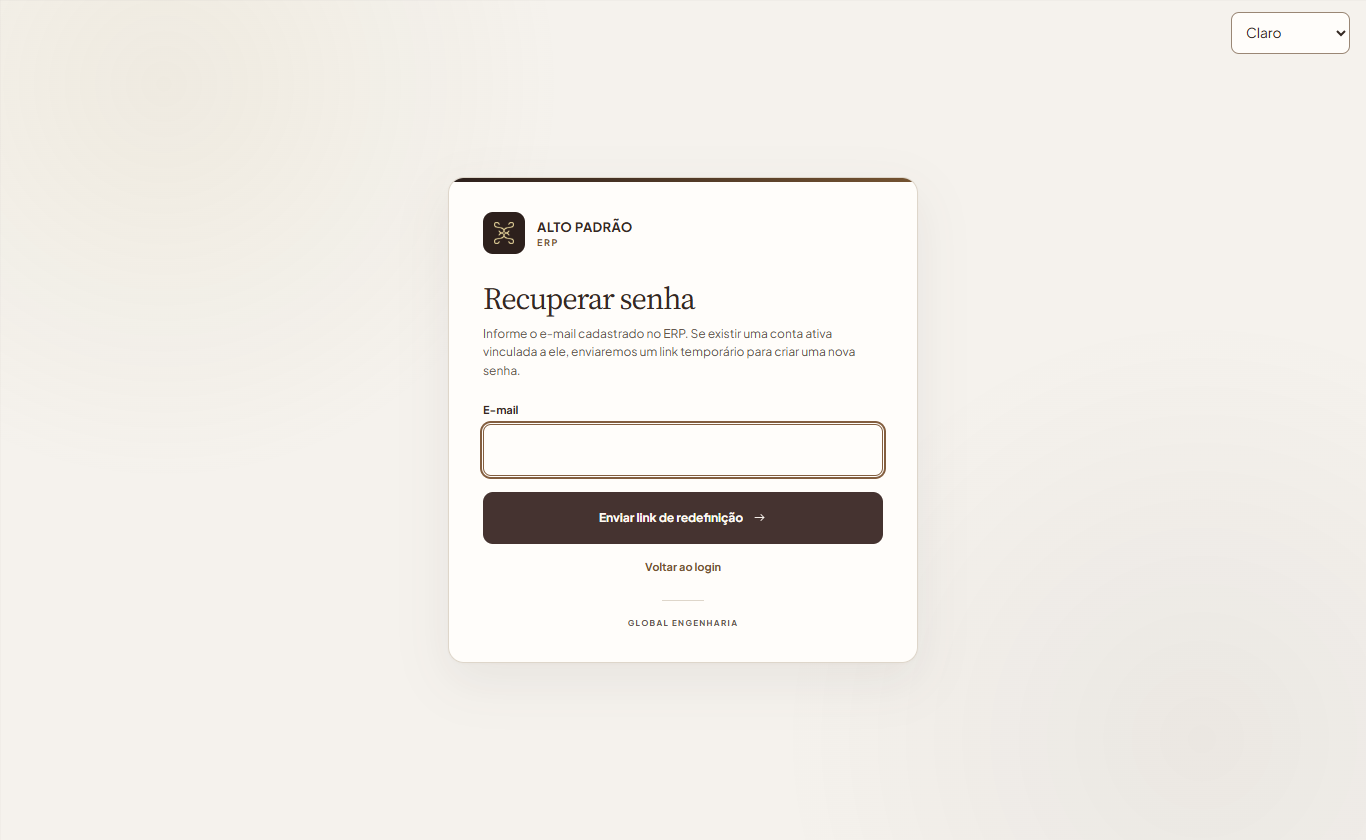 Claro
ALTO PADRÃO
ERP
Recuperar senha
Informe o e-mail cadastrado no ERP. Se existir uma conta ativa
vinculada a ele, enviaremos um link temporário para criar uma nova
senha.
E-mail
Enviar link de redefinição →
Voltar ao login
GLOBAL ENGENHARIA